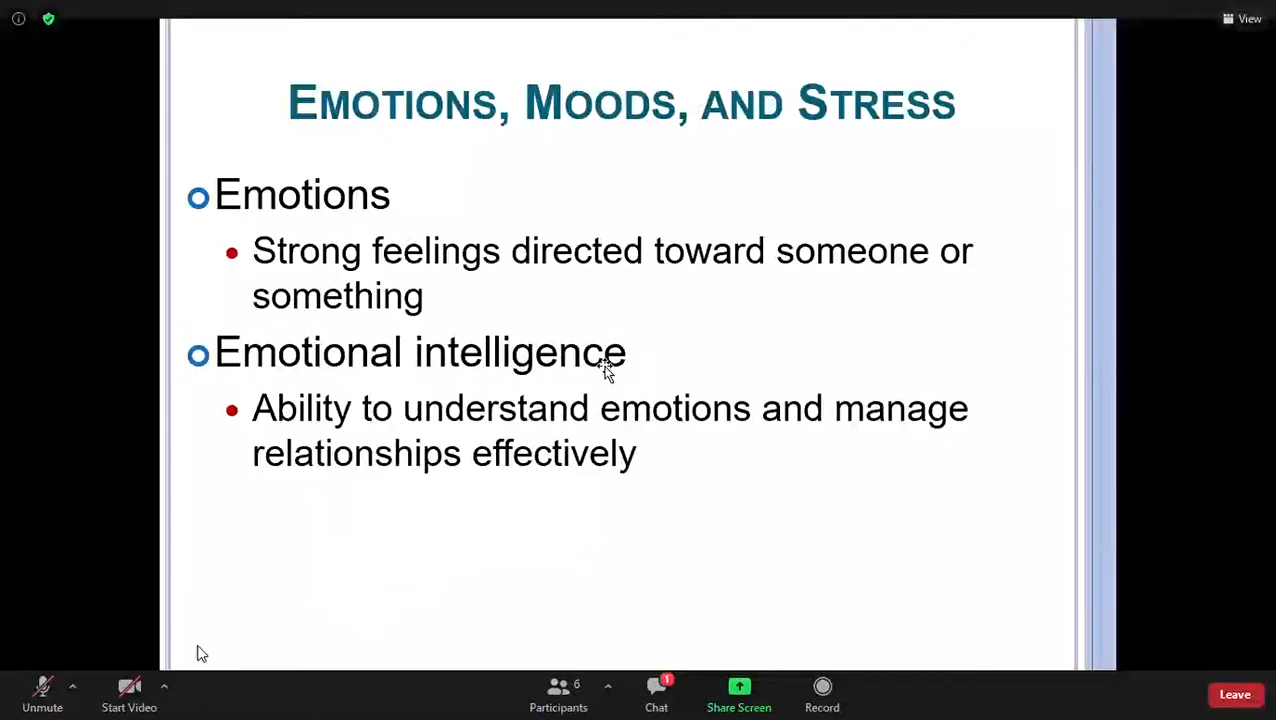 View
EMOTIONS, MOODS, AND STRESS
Emotions
Strong feelings directed toward someone or
something
Emotional intelligence
Ability to understand emotions and manage
relationships effectively
Unmute
Start Video
6
Participants
1
Chat
Share Screen
Record
Leave